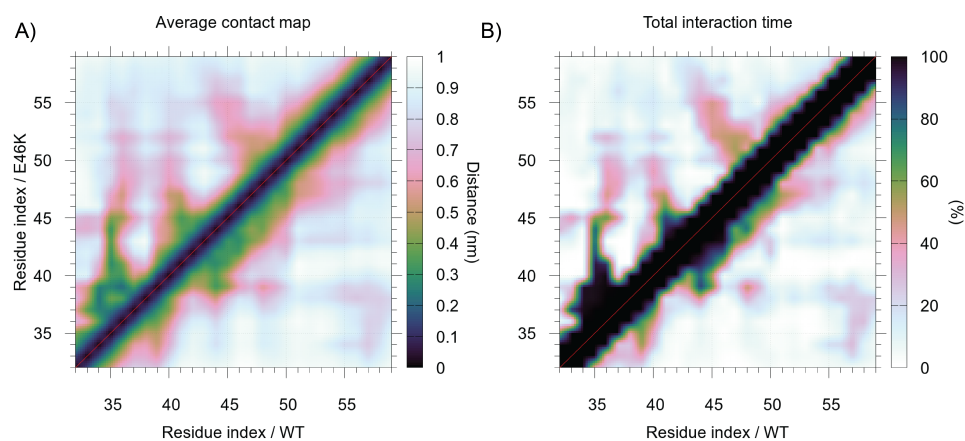 A)
Average contact map
Residue index / E46K
55
50
45
40
35
35 40 45 50 55
Residue index / WT
1
0.9
0.8
0.7
0.6
0.5
0.4
0.3
0.2
0.1
0
Distance (nm)
B)
Total interaction time
55
50
45
40
35
35 40 45 50 55
Residue index / WT
100
80
60
40
20
0
(%)